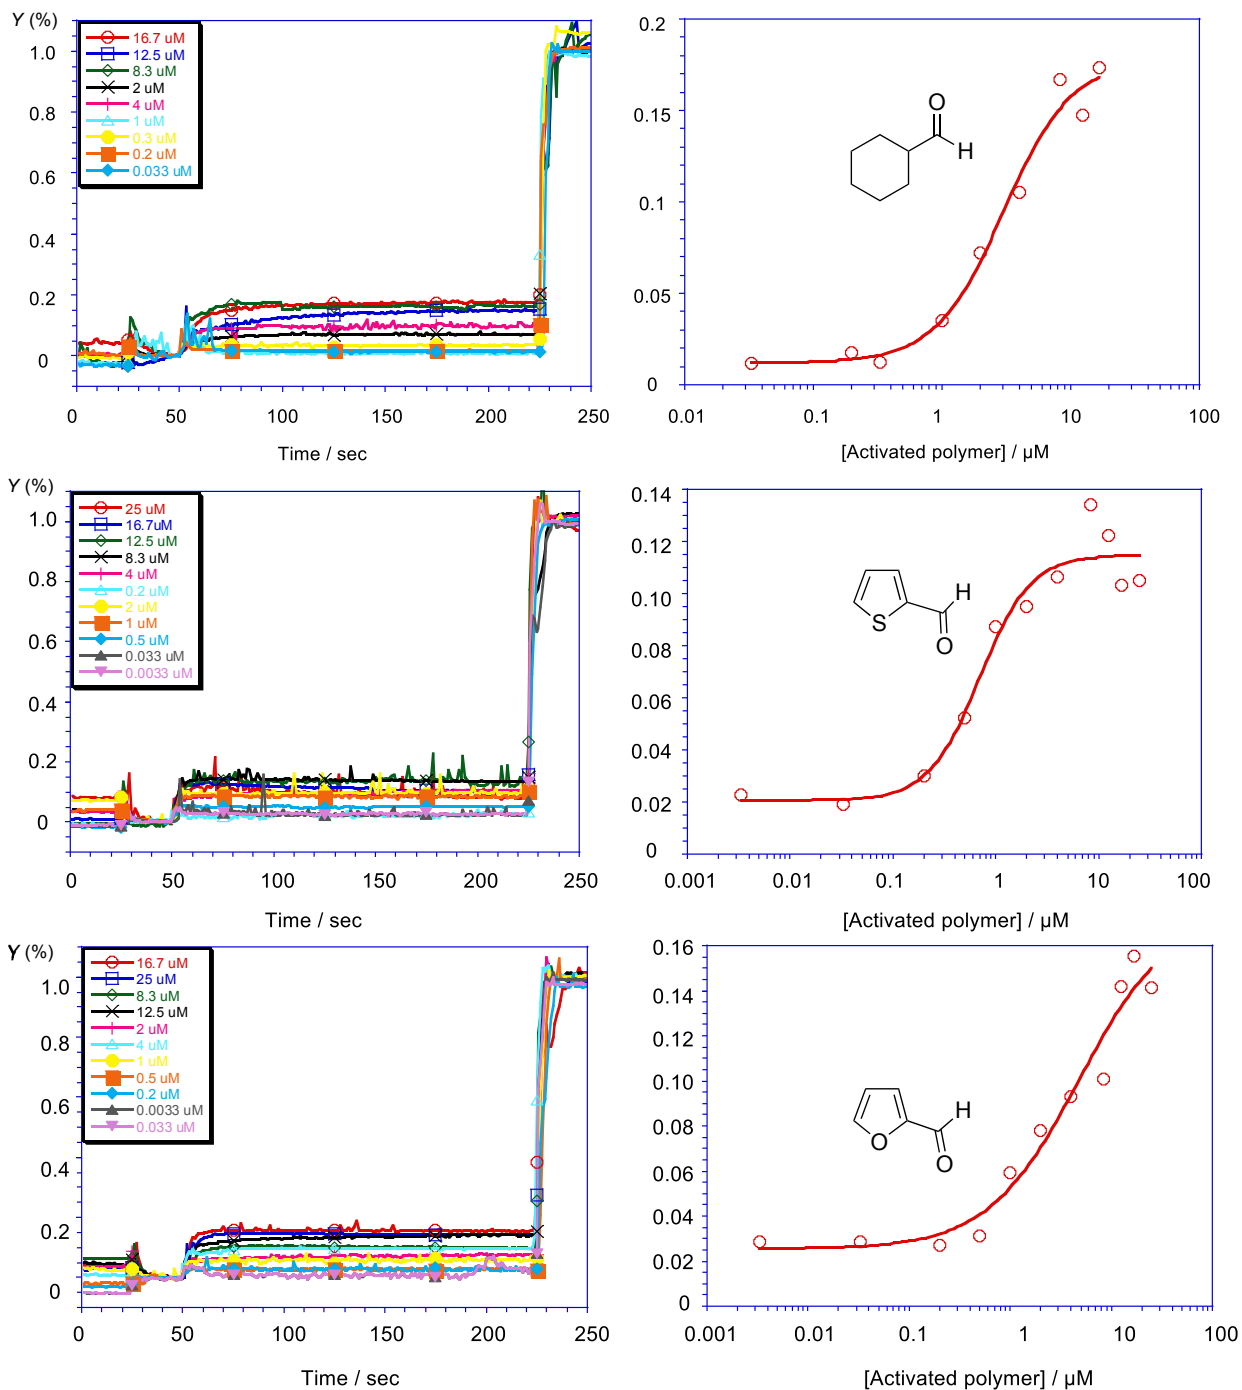 Y (%)
1.0
0.8
0.6
0.4
0.2
0
16.7 uM
12.5 uM
8.3 uM
2 uM
4 uM
1 uM
0.3 uM
0.2 uM
0.033 uM
0 50 100 150 200 250
Time / sec
0.2
0.15
0.1
0.05
0
O
H
0.01 0.1 1 10 100
[Activated polymer] / µM
Y (%)
1.0
0.8
0.6
0.4
0.2
0
25 uM
16.7uM
12.5 uM
8.3 uM
4 uM
0.2 uM
2 uM
1 uM
0.5 uM
0.033 uM
0.0033 uM
0 50 100 150 200 250
Time / sec
0.14
0.12
0.10
0.08
0.06
0.04
0.02
0
H
S
O
0.001 0.01 0.1 1 10 100
[Activated polymer] / µM
Y (%)
1.0
0.8
0.6
0.4
0.2
0
16.7 uM
25 uM
8.3 uM
12.5 uM
2 uM
4 uM
1 uM
0.5 uM
0.2 uM
0.0033 uM
0.033 uM
0 50 100 150 200 250
Time / sec
0.16
0.14
0.12
0.10
0.08
0.06
0.04
0.02
0
H
O
O
0.001 0.1 1 10 100
[Activated polymer] / µM